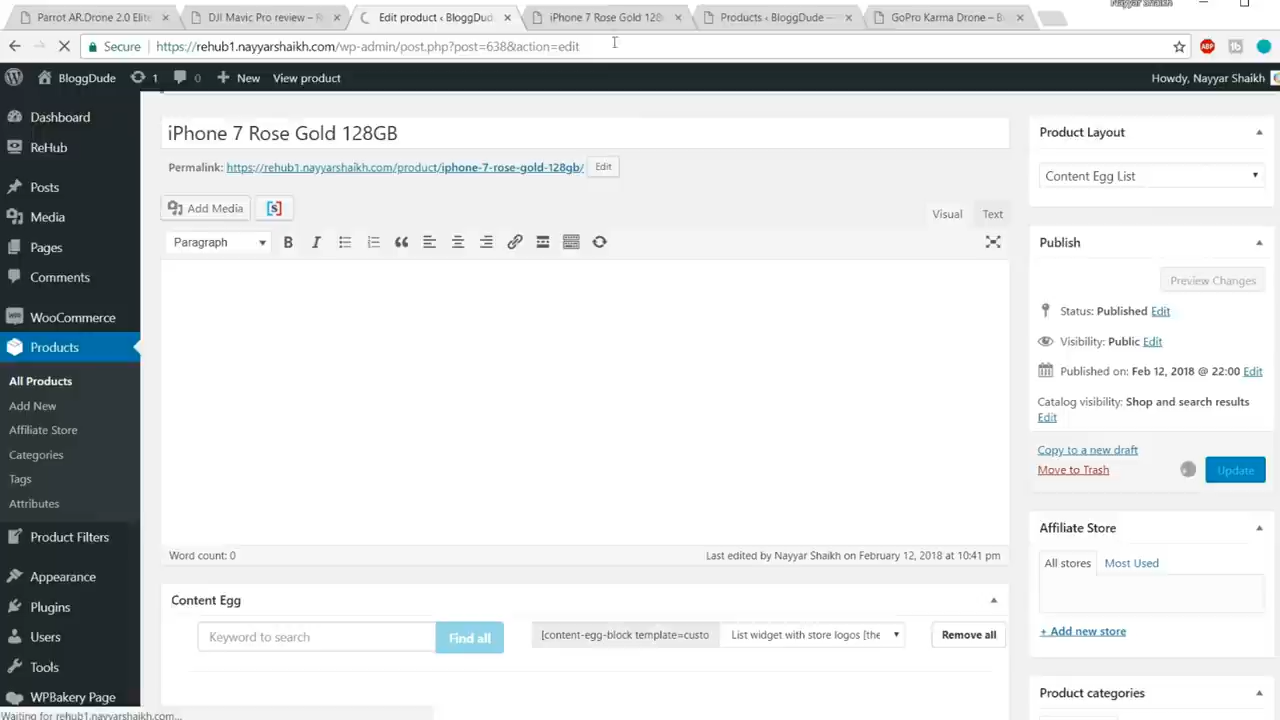 Nayyar Shaikh
Parrot AR.Drone 2.0 Elite
DJI Mavic Pro review – R
Edit product ‹ BloggDud
iPhone 7 Rose Gold 128
Products ‹ BloggDude —
GoPro Karma Drone – B
Secure https://rehub1.nayyarshaikh.com/wp-admin/post.php?post=638&action=edit
ABP
BloggDude 1 0 New View product Howdy, Nayyar Shaikh
Dashboard
ReHub
Posts
Media
Pages
Comments
WooCommerce
Products
All Products
Add New
Affiliate Store
Categories
Tags
Attributes
Product Filters
Appearance
Plugins
Users
Tools
WPBakery Page
Waiting for rehub1.nayyarshaikh.com...
iPhone 7 Rose Gold 128GB
Permalink: https://rehub1.nayyarshaikh.com/product/iphone-7-rose-gold-128gb/ Edit
Add Media [S]
Visual Text
Paragraph B I
Word count: 0 Last edited by Nayyar Shaikh on February 12, 2018 at 10:41 pm
Content Egg
Keyword to search Find all [content-egg-block template=custo List widget with store logos [the Remove all
Product Layout
Content Egg List
Publish
Preview Changes
Status: Published Edit
Visibility: Public Edit
Published on: Feb 12, 2018 @ 22:00 Edit
Catalog visibility: Shop and search results
Edit
Copy to a new draft
Move to Trash Update
Affiliate Store
All stores Most Used
+ Add new store
Product categories